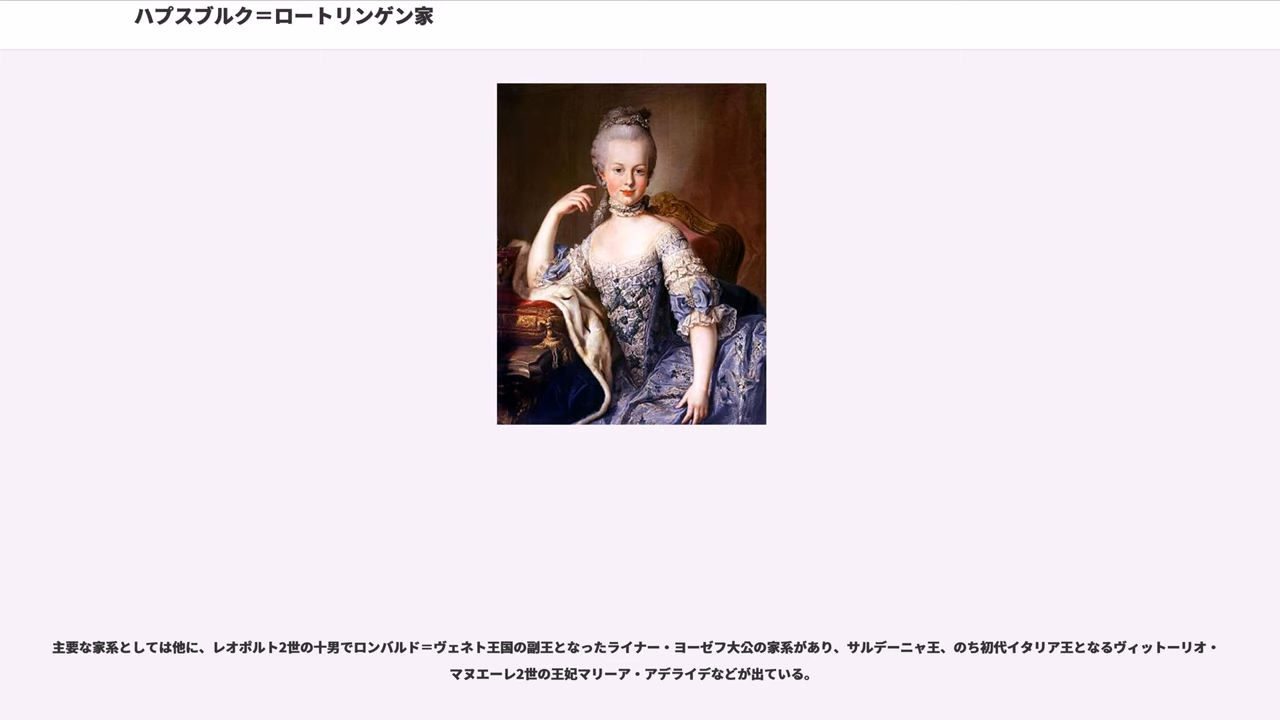 ハプスブルク＝ロートリンゲン家
主要な家系としては他に、レオポルト2世の十男でロンバルド＝ヴェネト王国の副王となったライナー・ヨーゼフ大公の家系があり、サルデーニャ王、のち初代イタリア王となるヴィットーリオ・
マヌエーレ2世の王妃マリーア・アデライデなどが出ている。